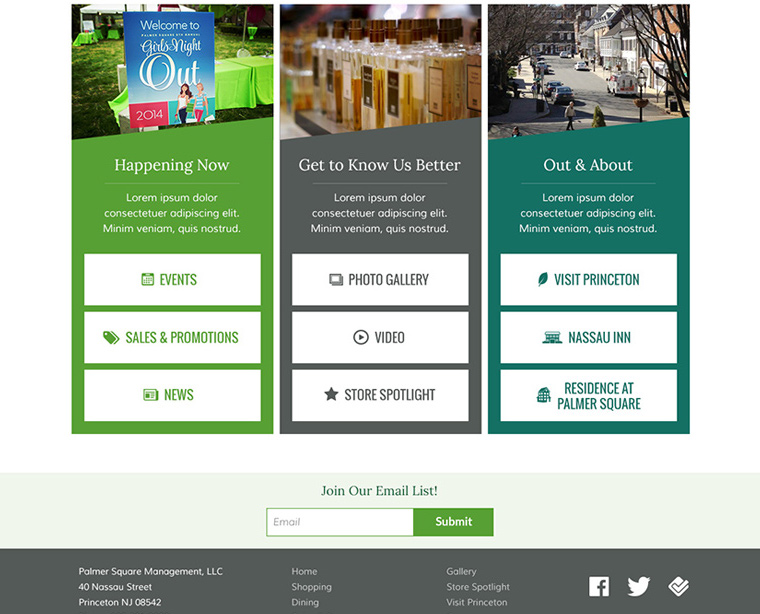 Welcome to
PALMER SQUARE'S 6TH ANNUAL
Girls Night
Out
2014
Happening Now
Lorem ipsum dolor
consectetuer adipiscing elit.
Minim veniam, quis nostrud.
EVENTS
SALES & PROMOTIONS
NEWS
Get to Know Us Better
Lorem ipsum dolor
consectetuer adipiscing elit.
Minim veniam, quis nostrud.
PHOTO GALLERY
VIDEO
STORE SPOTLIGHT
Out & About
Lorem ipsum dolor
consectetuer adipiscing elit.
Minim veniam, quis nostrud.
VISIT PRINCETON
NASSAU INN
RESIDENCE AT
PALMER SQUARE
Join Our Email List!
Email
Submit
Palmer Square Management, LLC
40 Nassau Street
Princeton NJ 08542
Home
Shopping
Dining
Gallery
Store Spotlight
Visit Princeton